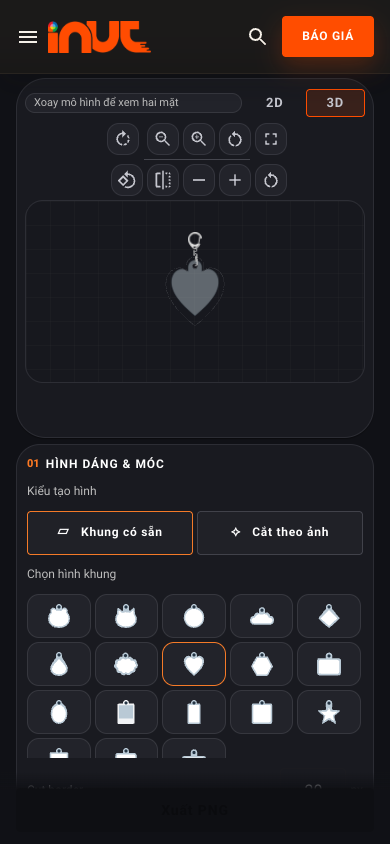 inut
BÁO GIÁ
Xoay mô hình để xem hai mặt
2D
3D
01 HÌNH DÁNG & MÓC
Kiểu tạo hình
Khung có sẵn
Cắt theo ảnh
Chọn hình khung